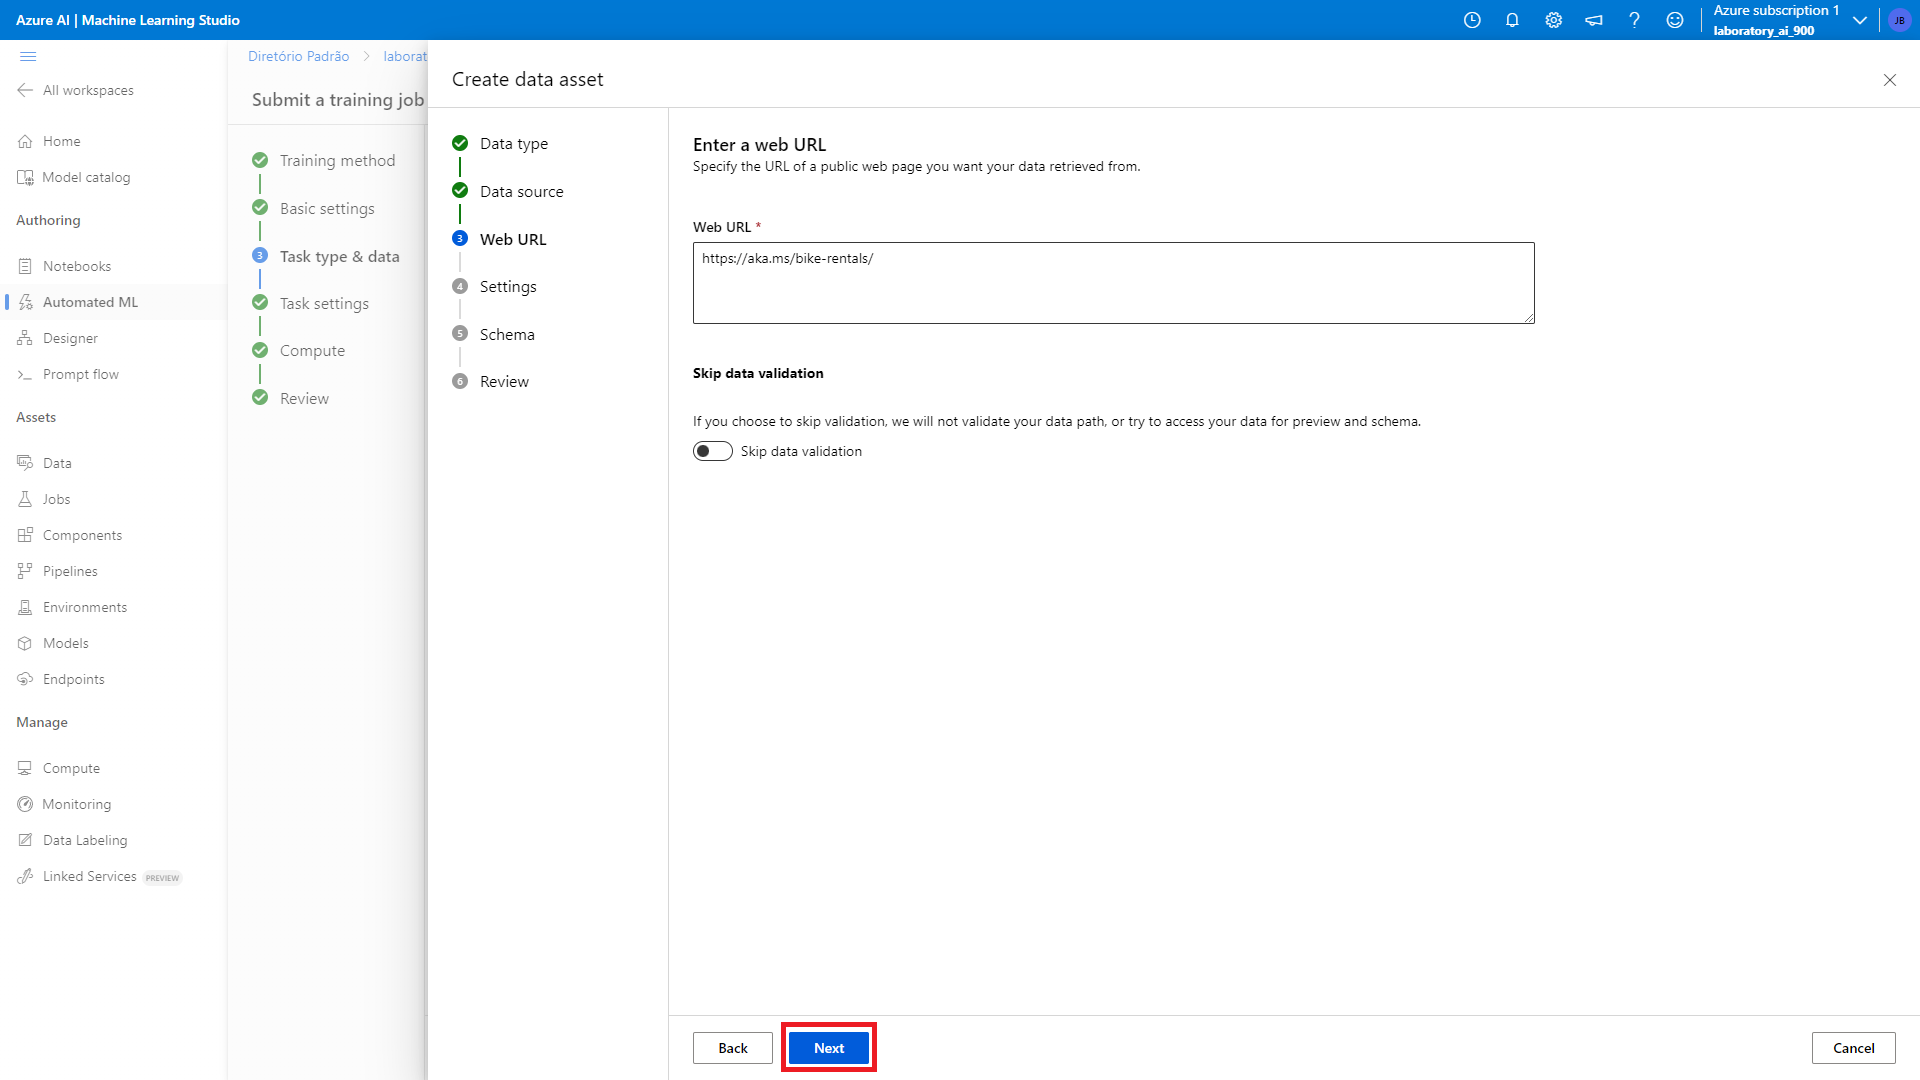 Azure AI | Machine Learning Studio
Azure subscription 1
laboratory_ai_900
JB
All workspaces
Home
Model catalog
Authoring
Notebooks
Automated ML
Designer
Prompt flow
Assets
Data
Jobs
Components
Pipelines
Environments
Models
Endpoints
Manage
Compute
Monitoring
Data Labeling
Linked Services PREVIEW
Diretório Padrão > laborat
Submit a training job
Training method
Basic settings
3 Task type & data
Task settings
Compute
Review
Create data asset
Data type
Data source
3 Web URL
4 Settings
5 Schema
6 Review
Enter a web URL
Specify the URL of a public web page you want your data retrieved from.
Web URL *
https://aka.ms/bike-rentals/
Skip data validation
If you choose to skip validation, we will not validate your data path, or try to access your data for preview and schema.
Skip data validation
Back
Next
Cancel